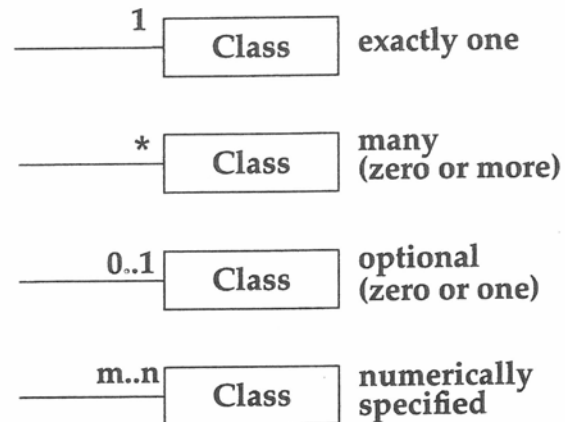 1
Class
exactly one
*
Class
many
(zero or more)
0..1
Class
optional
(zero or one)
m..n
Class
numerically
specified